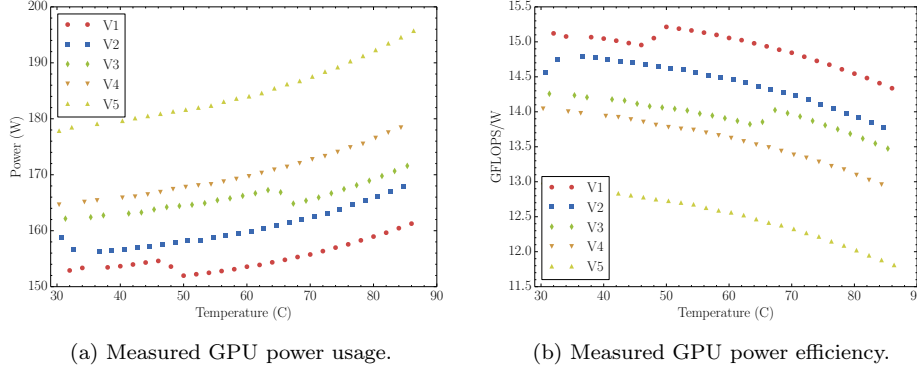 200
190
180
170
160
150
Power (W)
V1
V2
V3
V4
V5
30 40 50 60 70 80 90
Temperature (C)
(a) Measured GPU power usage.
15.5
15.0
14.5
14.0
13.5
13.0
12.5
12.0
11.5
GFLOPS/W
V1
V2
V3
V4
V5
30 40 50 60 70 80 9
Temperature (C)
(b) Measured GPU power efficiency.